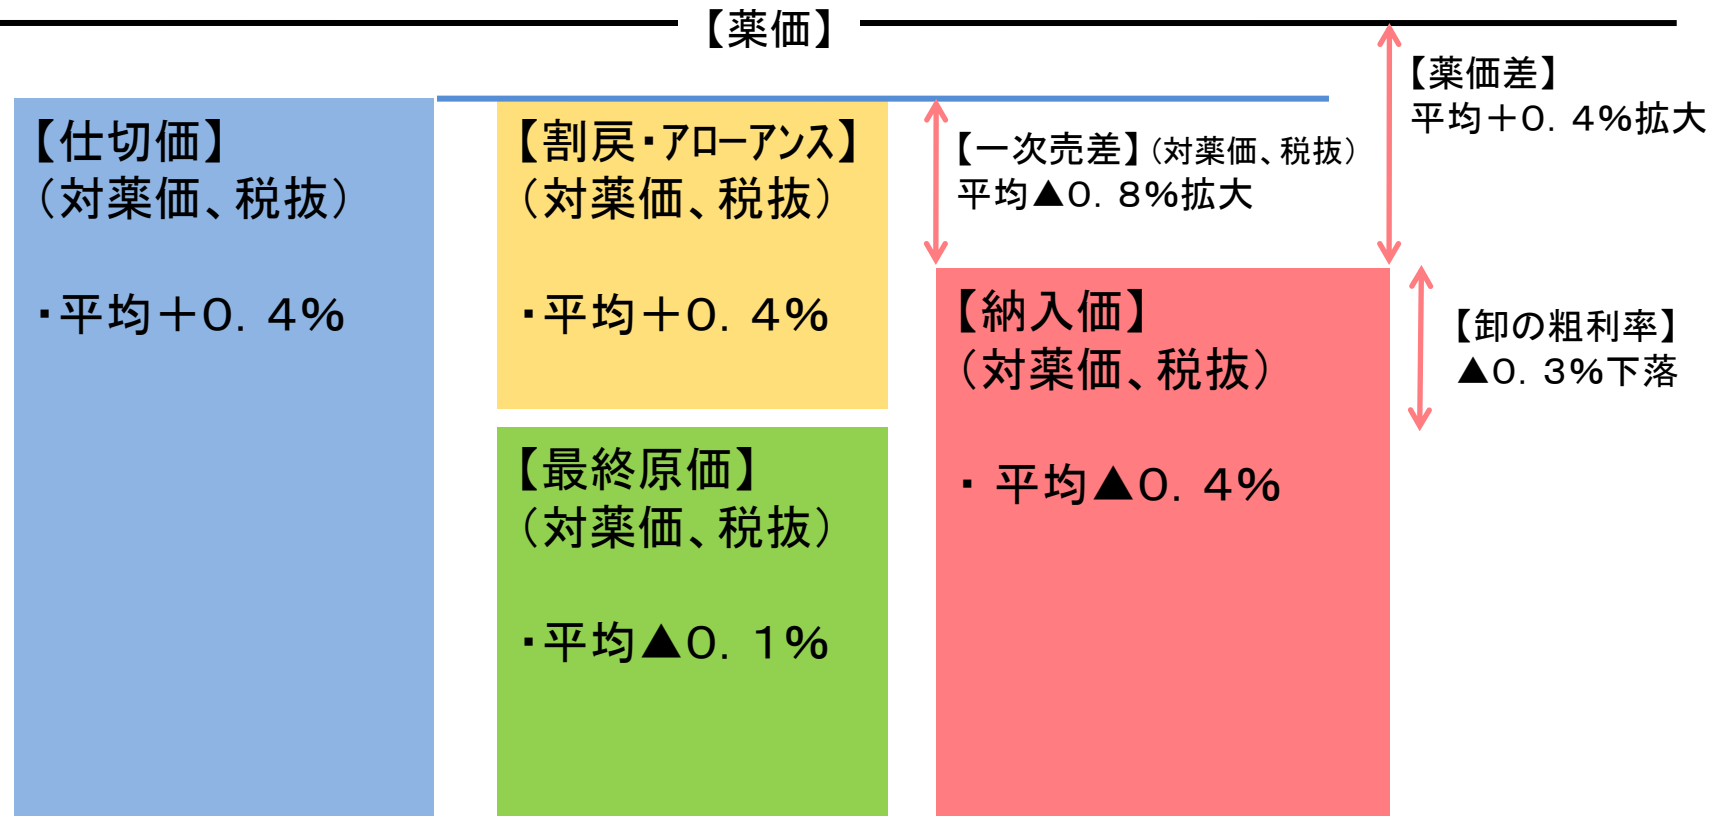 【薬価】
【仕切価】
（対薬価、税抜）
・平均＋０．４％
【割戻・アローアンス】
（対薬価、税抜）
・平均＋０．４％
【最終原価】
（対薬価、税抜）
・平均▲０．１％
【一次売差】（対薬価、税抜）
平均▲０．８％拡大
【納入価】
（対薬価、税抜）
・ 平均▲０．４％
【薬価差】
平均＋０．４％拡大
【卸の粗利率】
▲０．３％下落